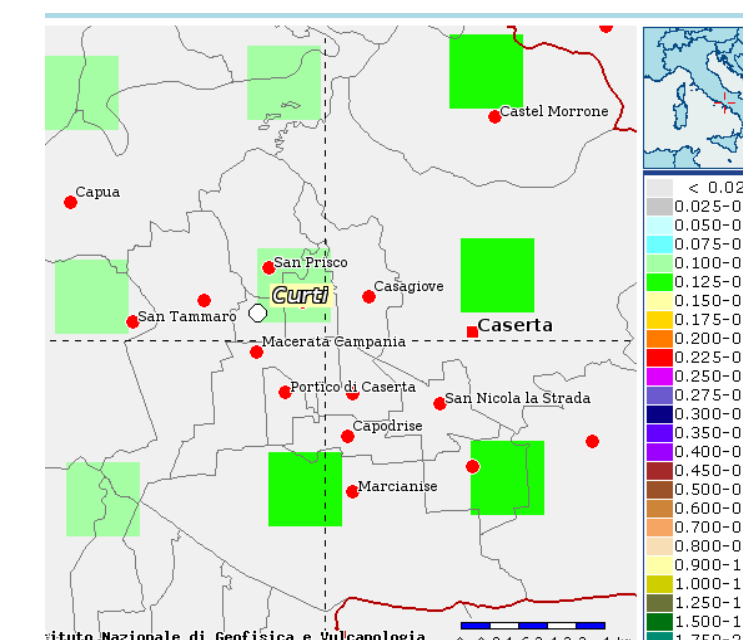 Castel Morrone
Capua
San Prisco
Casagiove
Curti
San Tammaro
Caserta
Macerata Campania
Portico di Caserta
San Nicola la Strada
Capodrise
Marcianise
ituto Nazionale di Geofisica e Vulcanologia
< 0.02
0.025-0
0.050-0
0.075-0
0.100-0
0.125-0
0.150-0
0.175-0
0.200-0
0.225-0
0.250-0
0.275-0
0.300-0
0.350-0
0.400-0
0.450-0
0.500-0
0.600-0
0.700-0
0.800-0
0.900-1
1.000-1
1.250-1
1.500-1